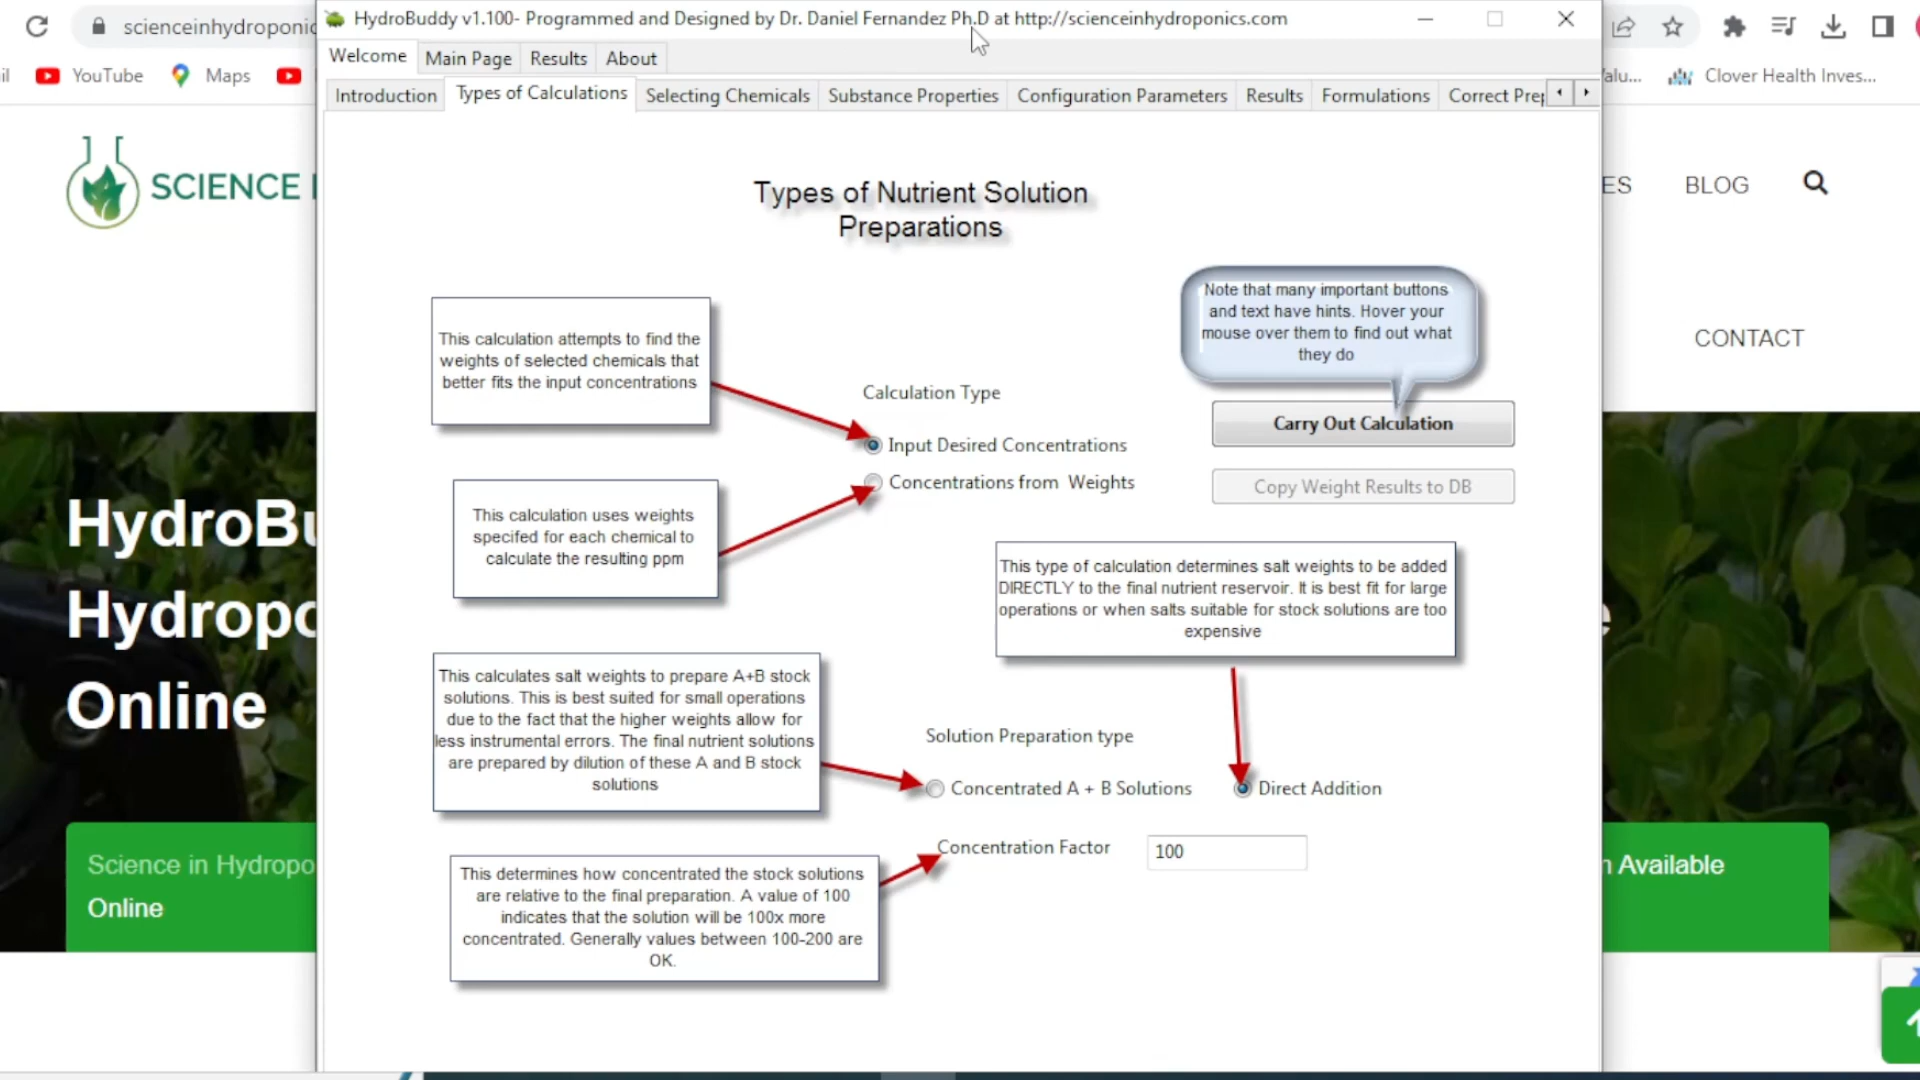 scienceinhydroponic
HydroBuddy v1.100- Programmed and Designed by Dr. Daniel Fernandez Ph.D at http://scienceinhydroponics.com
Welcome
Main Page
Results
About
il
YouTube
Maps
Clover Health Inves...
Introduction
Types of Calculations
Selecting Chemicals
Substance Properties
Configuration Parameters
Results
Formulations
Correct Prep
SCIENCE
ES
BLOG
CONTACT
Types of Nutrient Solution
Preparations
Note that many important buttons
and text have hints. Hover your
mouse over them to find out what
they do
This calculation attempts to find the
weights of selected chemicals that
better fits the input concentrations
Calculation Type
Input Desired Concentrations
Concentrations from Weights
Carry Out Calculation
Copy Weight Results to DB
This calculation uses weights
specifed for each chemical to
calculate the resulting ppm
This type of calculation determines salt weights to be added
DIRECTLY to the final nutrient reservoir. It is best fit for large
operations or when salts suitable for stock solutions are too
expensive
This calculates salt weights to prepare A+B stock
solutions. This is best suited for small operations
due to the fact that the higher weights allow for
less instrumental errors. The final nutrient solutions
are prepared by dilution of these A and B stock
solutions
Solution Preparation type
Concentrated A + B Solutions
Direct Addition
Concentration Factor
100
This determines how concentrated the stock solutions
are relative to the final preparation. A value of 100
indicates that the solution will be 100x more
concentrated. Generally values between 100-200 are
OK.
HydroBu
Hydropo
Online
Science in Hydropo
Online
n Available